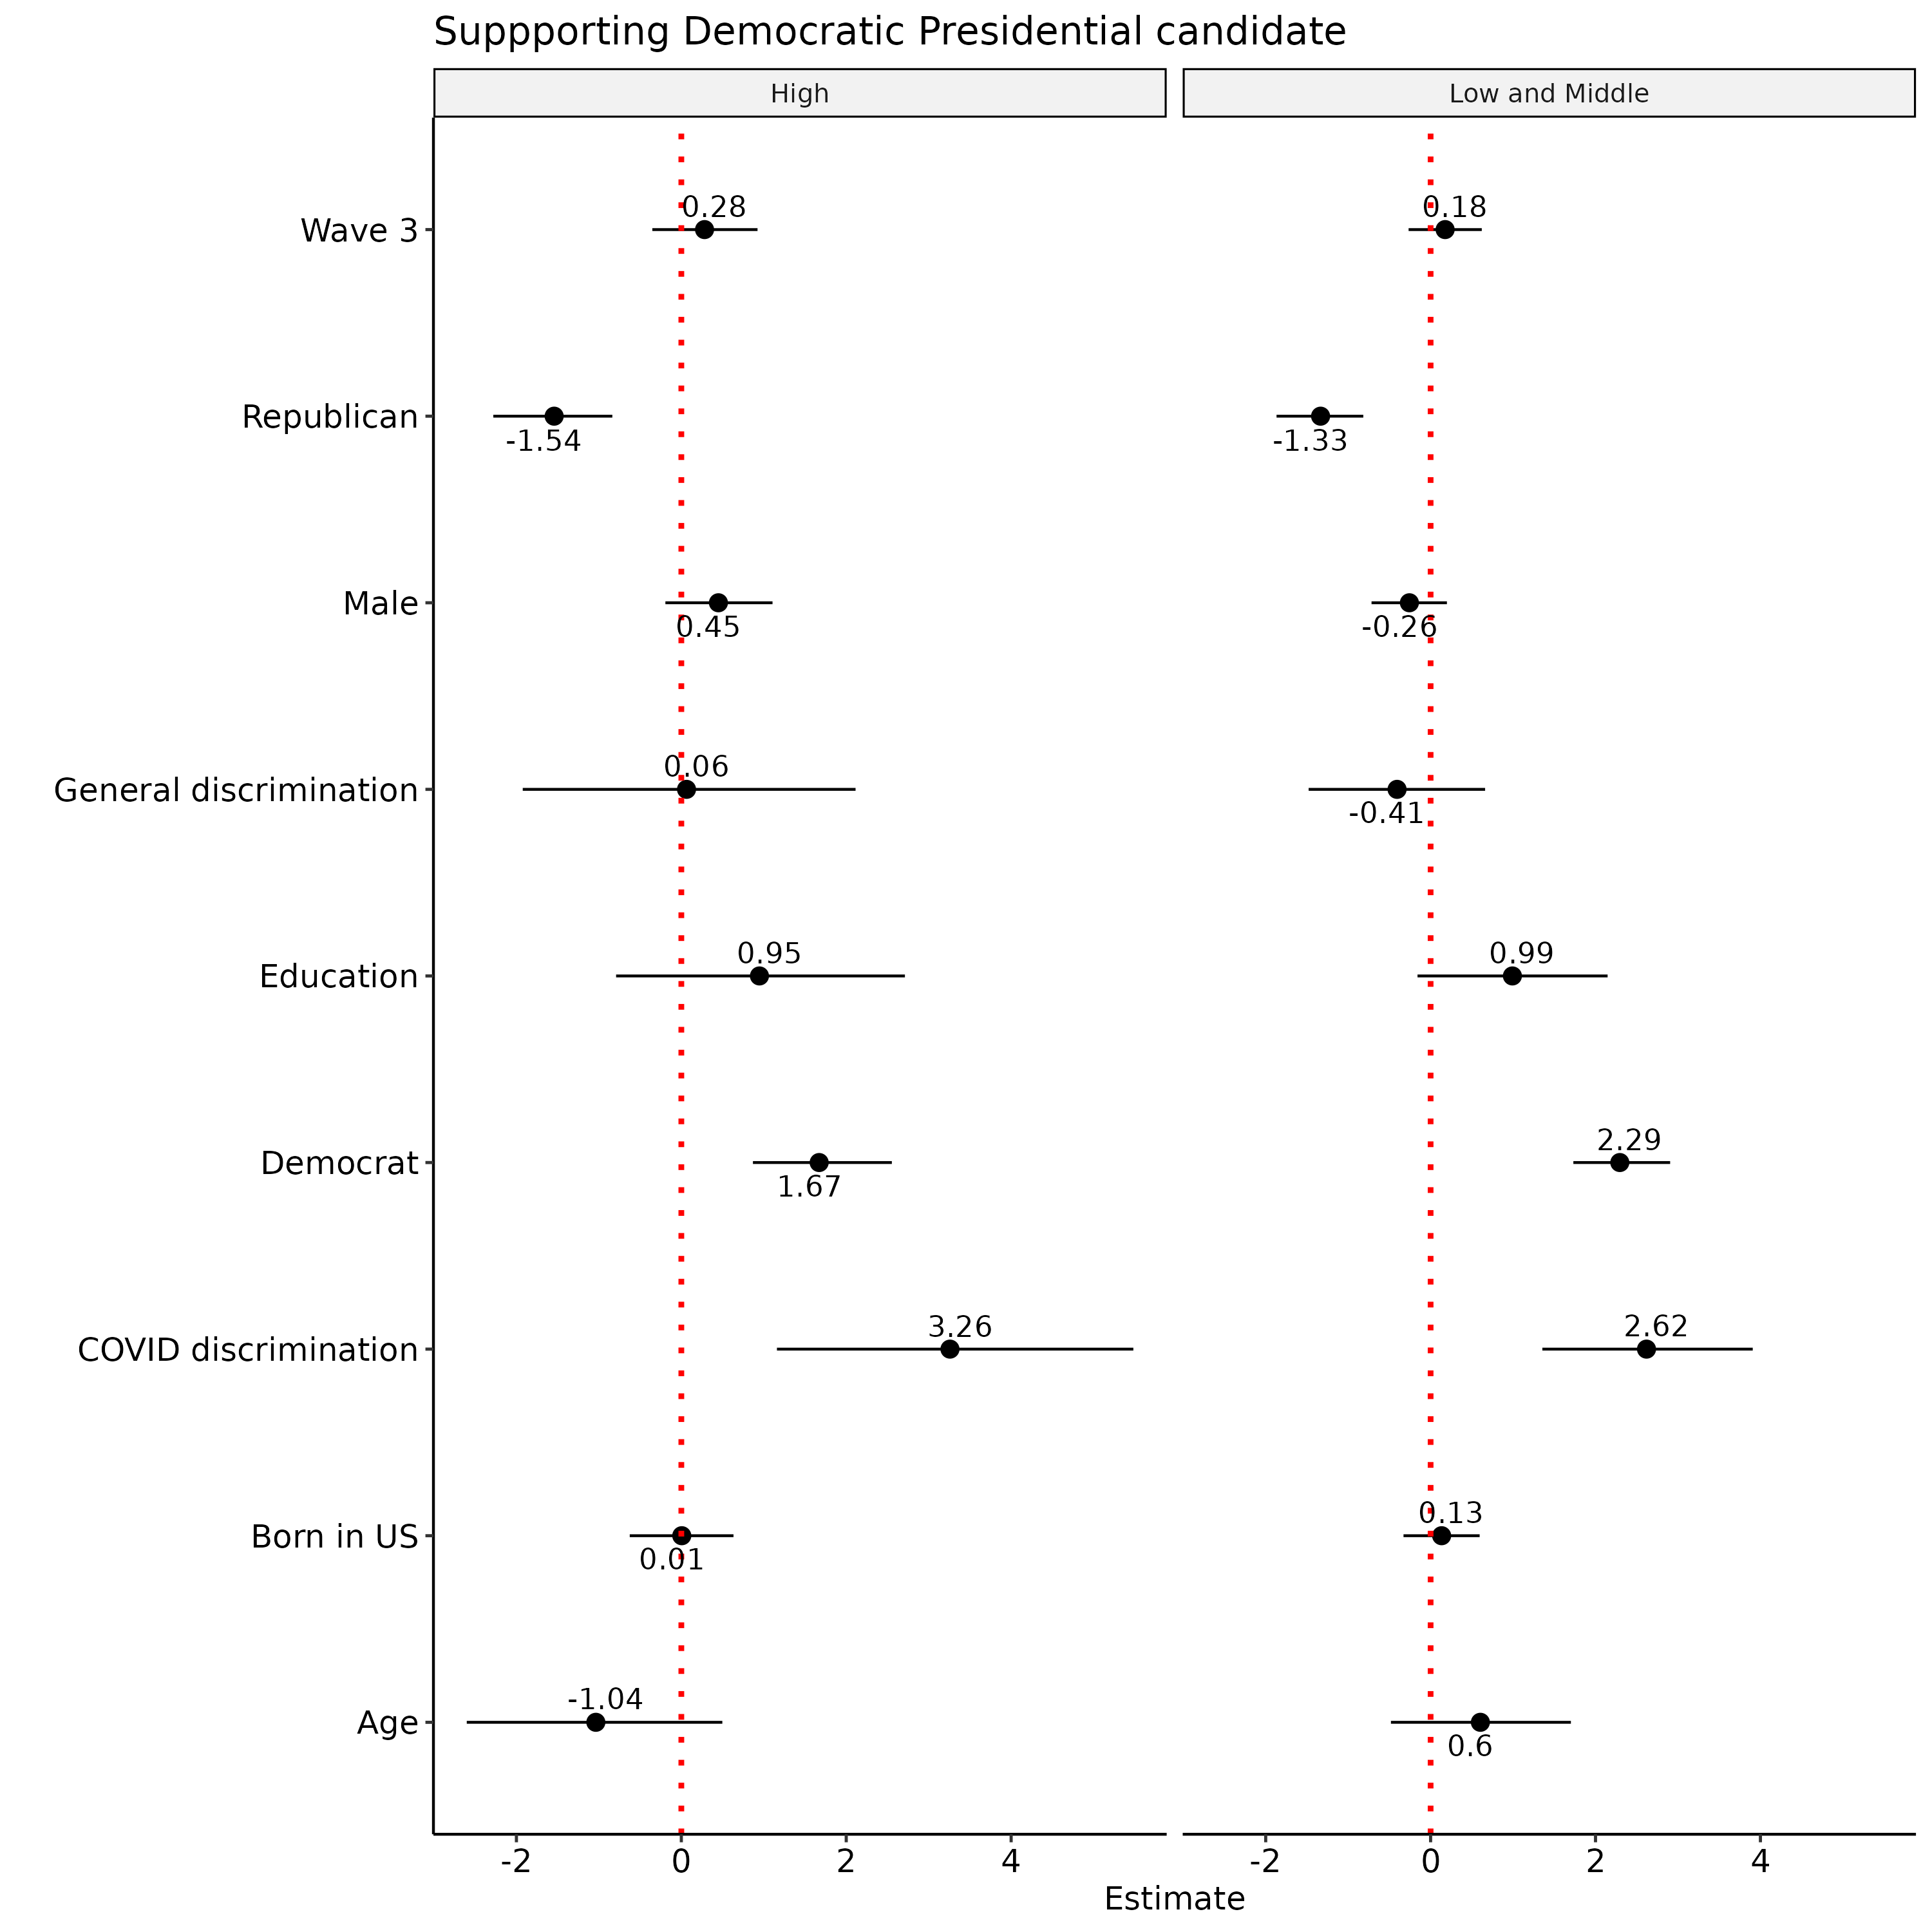 Suppporting Democratic Presidential candidate
High
Low and Middle
Wave 3
0.28
0.18
Republican
-1.54
-1.33
Male
0.45
-0.26
General discrimination
0.06
-0.41
Education
0.95
0.99
Democrat
1.67
2.29
COVID discrimination
3.26
2.62
Born in US
0.01
0.13
Age
-1.04
0.6
-2 0 2 4
-2 0 2 4
Estimate